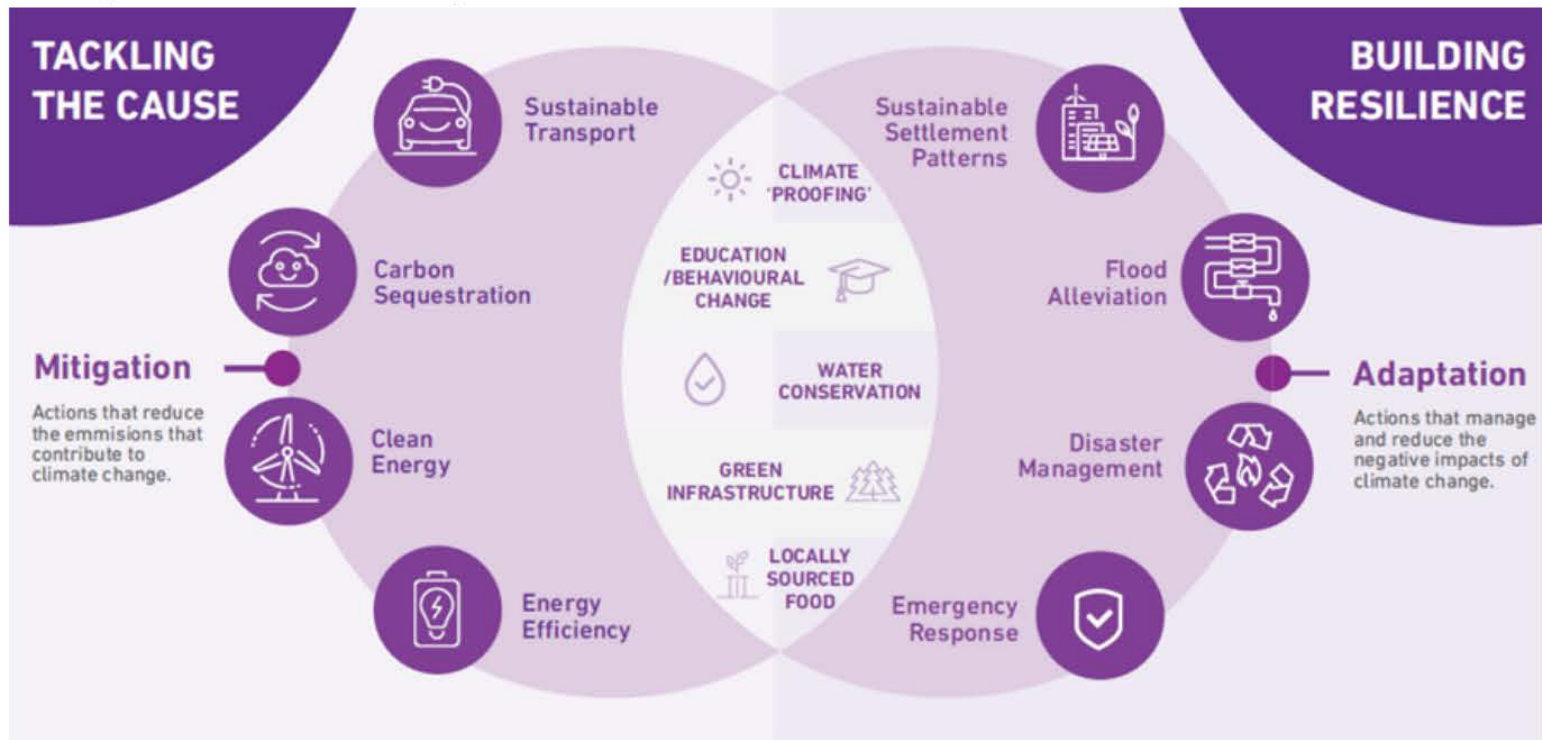 TACKLING
THE CAUSE
BUILDING
RESILIENCE
Sustainable
Transport
Carbon
Sequestration
Mitigation
Actions that reduce
the emmisions that
contribute to
climate change.
Clean
Energy
Energy
Efficiency
CLIMATE
'PROOFING'
EDUCATION
/BEHAVIOURAL
CHANGE
WATER
CONSERVATION
GREEN
INFRASTRUCTURE
LOCALLY
SOURCED
FOOD
Sustainable
Settlement
Patterns
Flood
Alleviation
Adaptation
Actions that manage
and reduce the
negative impacts of
climate change.
Disaster
Management
Emergency
Response